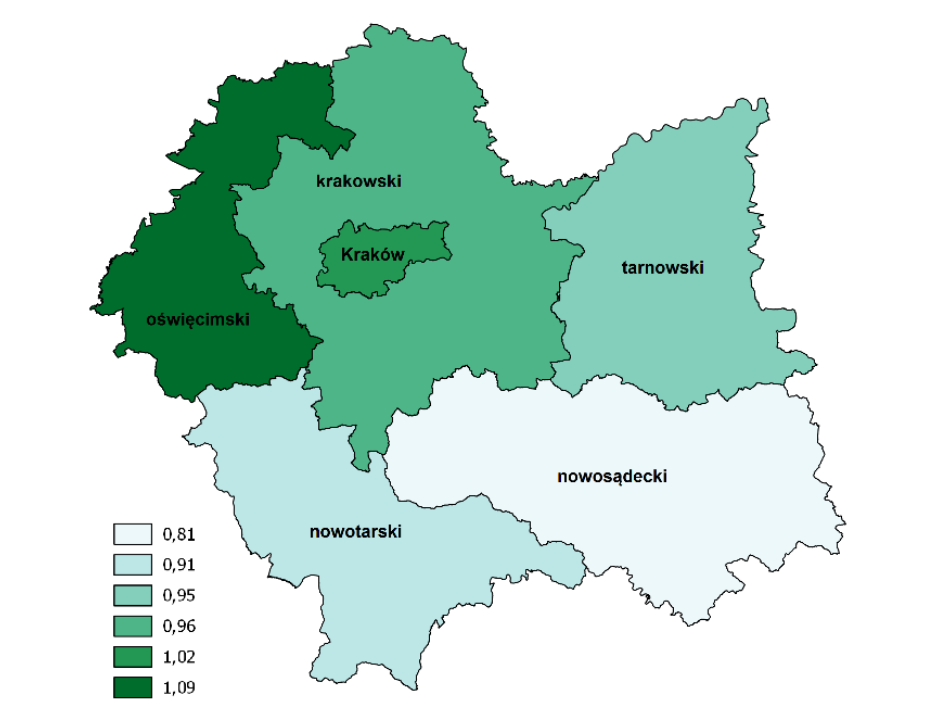 krakowski
Kraków
tarnowski
oświęcimski
nowosądecki
nowotarski
0,81
0,91
0,95
0,96
1,02
1,09